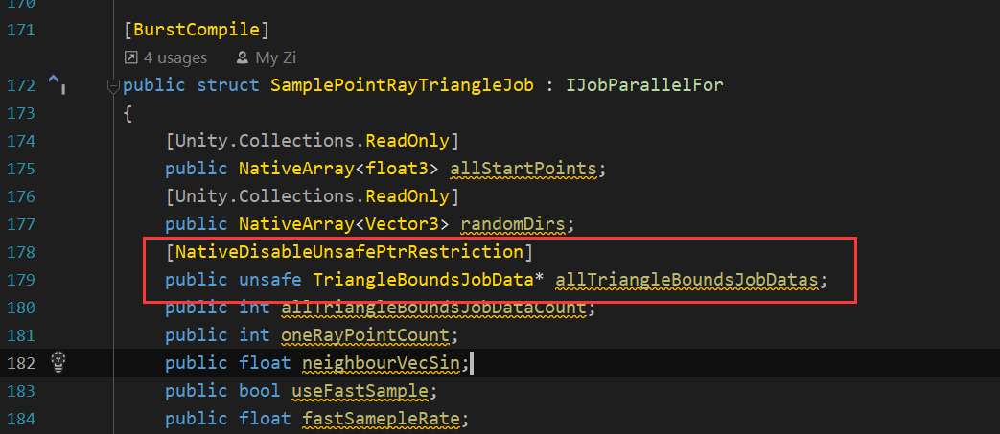 170
171 [BurstCompile]
4 usages My Zi
172 public struct SamplePointRayTriangleJob : IJobParallelFor
173 {
174 [Unity.Collections.ReadOnly]
175 public NativeArray<float3> allStartPoints;
176 [Unity.Collections.ReadOnly]
177 public NativeArray<Vector3> randomDirs;
178 [NativeDisableUnsafePtrRestriction]
179 public unsafe TriangleBoundsJobData* allTriangleBoundsJobDatas;
180 public int allTriangleBoundsJobDataCount;
181 public int oneRayPointCount;
182 public float neighbourVecSin;
183 public bool useFastSample;
184 public float fastSamepleRate;